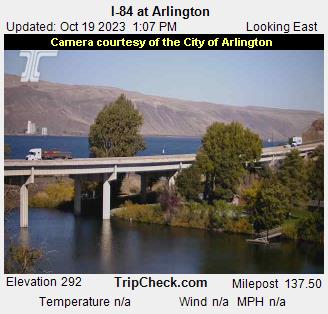 I-84 at Arlington
Updated: Oct 19 2023 1:07 PM Looking East
Camera courtesy of the City of Arlington
Elevation 292 TripCheck.com Milepost 137.50
Temperature n/a Wind n/a MPH n/a